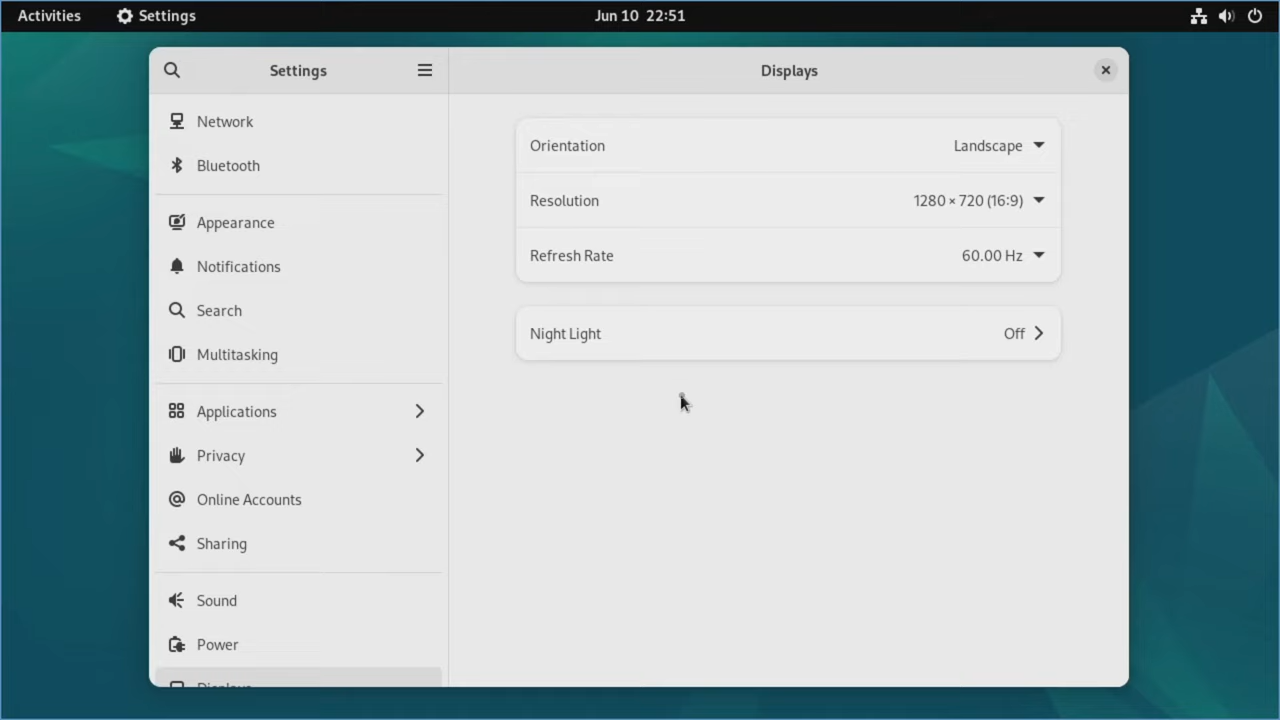 Activities Settings Jun 10 22:51
Settings
Displays
Network
Bluetooth
Appearance
Notifications
Search
Multitasking
Applications
Privacy
Online Accounts
Sharing
Sound
Power
Displays
Orientation Landscape
Resolution 1280 × 720 (16:9)
Refresh Rate 60.00 Hz
Night Light Off